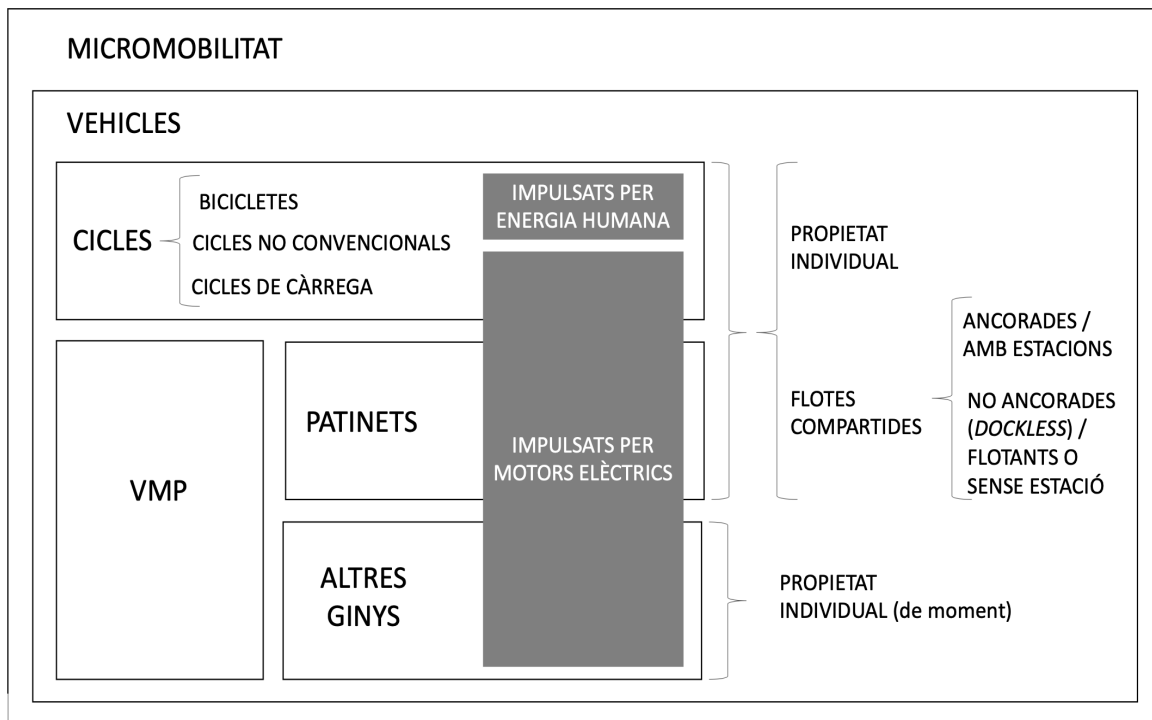 MICROMOBILITAT
VEHICLES
CICLES
BICICLETES
CICLES NO CONVENCIONALS
CICLES DE CÀRREGA
IMPULSATS PER
ENERGIA HUMANA
PROPIETAT
INDIVIDUAL
ANCORADES /
AMB ESTACIONS
VMP
PATINETS
IMPULSATS PER
MOTORS ELÈCTRICS
FLOTES
COMPARTIDES
NO ANCORADES
(DOCKLESS) /
FLOTANTS O
SENSE ESTACIÓ
ALTRES
GINYS
PROPIETAT
INDIVIDUAL (de moment)